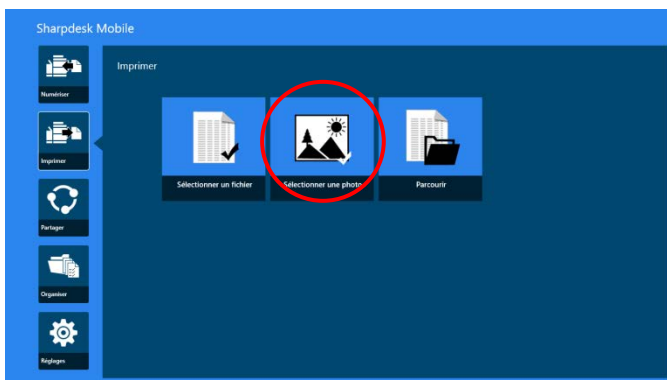 Sharpdesk Mobile
Numériser
Imprimer
Partager
Organiser
Réglages
Imprimer
Sélectionner un fichier
Sélectionner une photo
Parcourir